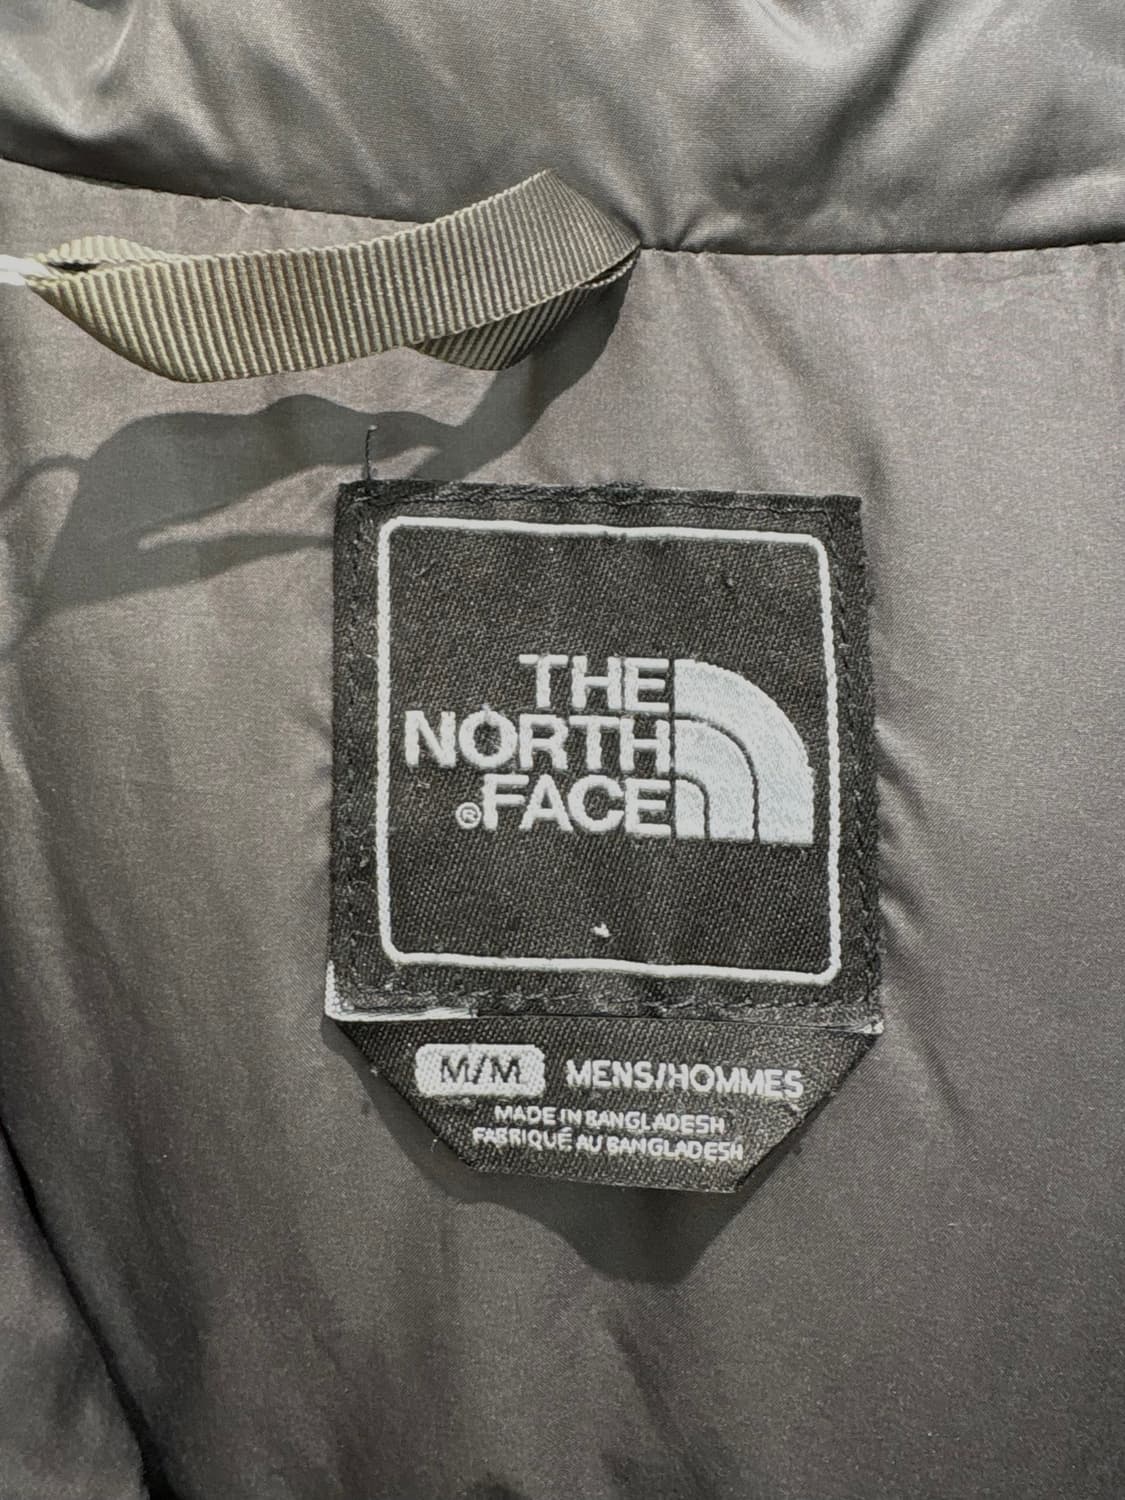 THE
NORTH
®FACE
M/M MENS/HOMMES
MADE IN BANGLADESH
FABRIQUÉ AU BANGLADESH